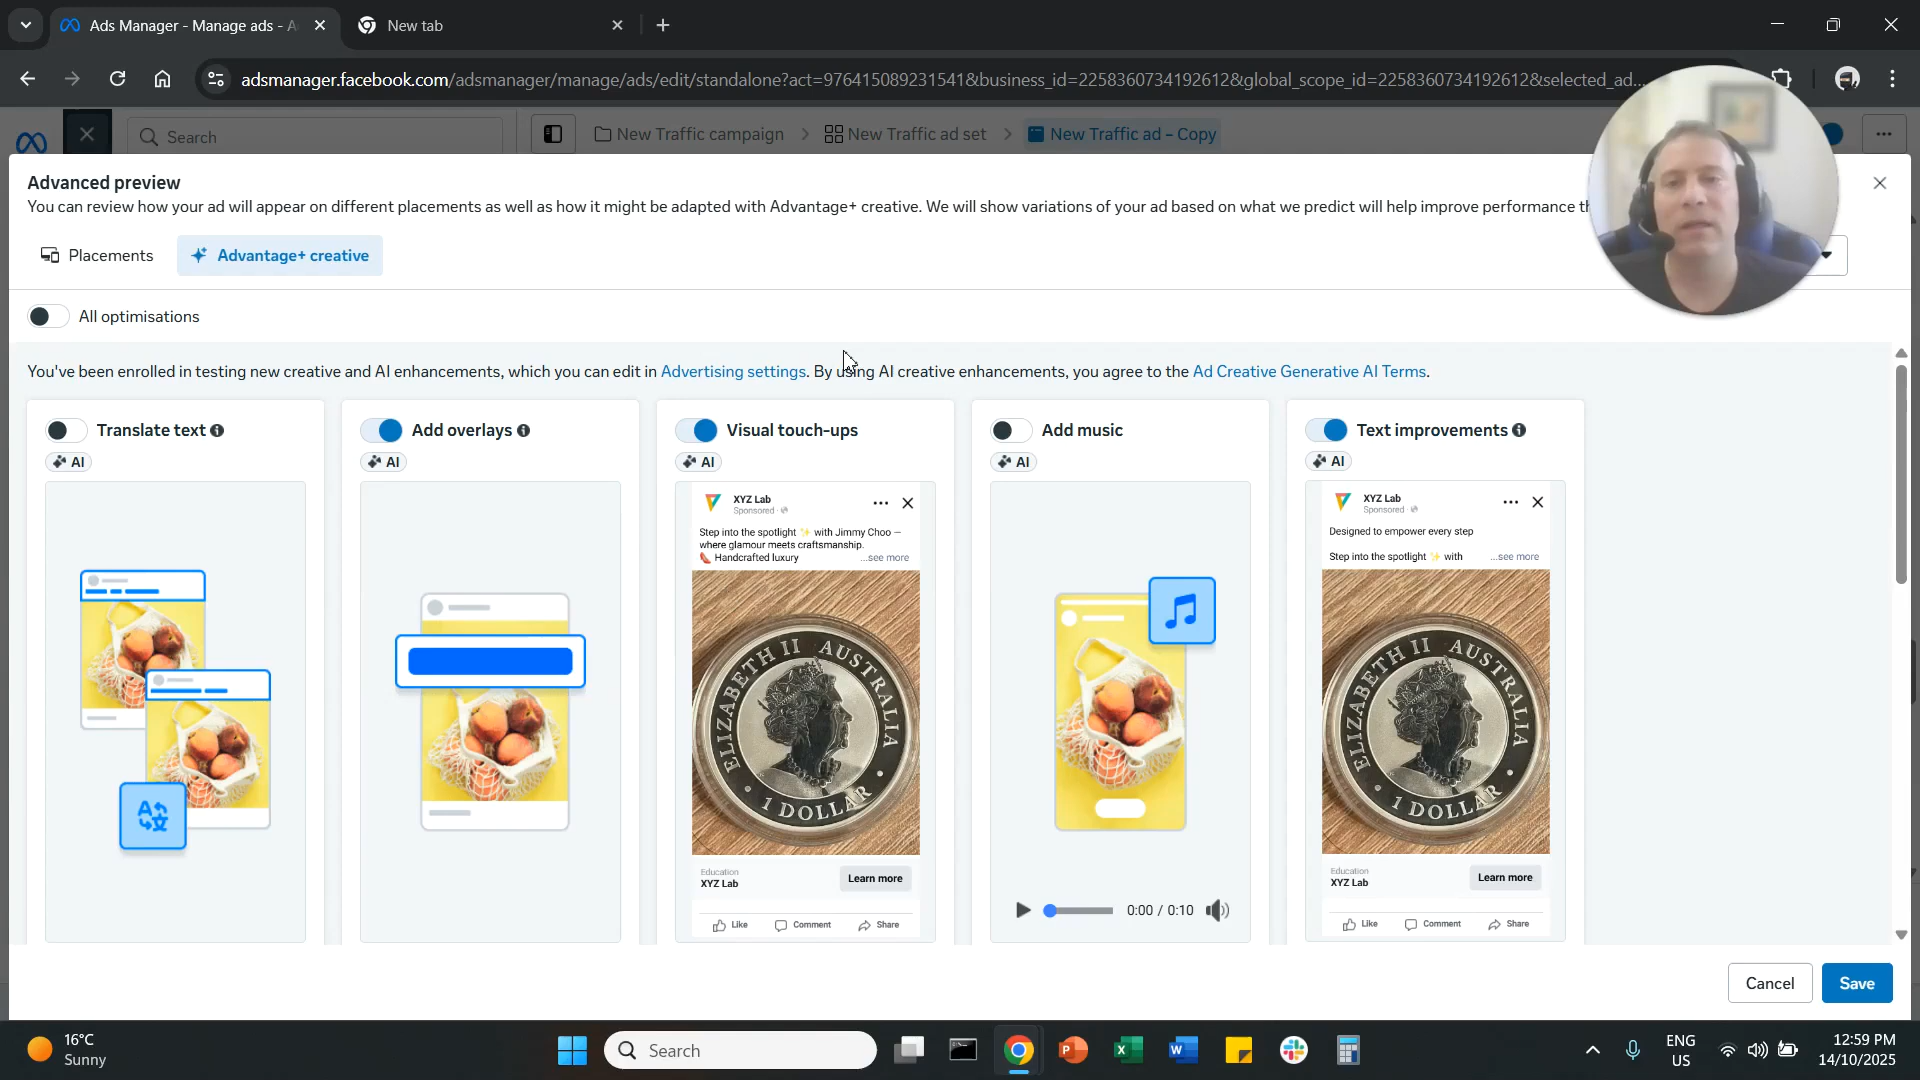 Ads Manager - Manage ads - A
New tab
adsmanager.facebook.com/adsmanager/manage/ads/edit/standalone?act=976415089231541&business_id=2258360734192612&global_scope_id=2258360734192612&selected_ad...
Search
New Traffic campaign
New Traffic ad set
New Traffic ad – Copy
Advanced preview
You can review how your ad will appear on different placements as well as how it might be adapted with Advantage+ creative. We will show variations of your ad based on what we predict will help improve performance
Placements
Advantage+ creative
All optimisations
You've been enrolled in testing new creative and AI enhancements, which you can edit in Advertising settings. By using AI creative enhancements, you agree to the Ad Creative Generative AI Terms.
Translate text
AI
Add overlays
AI
Visual touch-ups
AI
XYZ Lab
Sponsored
Step into the spotlight ✨ with Jimmy Choo —
where glamour meets craftsmanship.
👠 Handcrafted luxury ...see more
ELIZABETH II AUSTRALIA
1 DOLLAR
Education
XYZ Lab
Learn more
Like
Comment
Share
Add music
AI
0:00 / 0:10
Text improvements
AI
XYZ Lab
Sponsored
Designed to empower every step
Step into the spotlight ✨ with ...see more
ELIZABETH II AUSTRALIA
1 DOLLAR
Education
XYZ Lab
Learn more
Like
Comment
Share
Cancel
Save
16°C
Sunny
Search
ENG
US
12:59 PM
14/10/2025